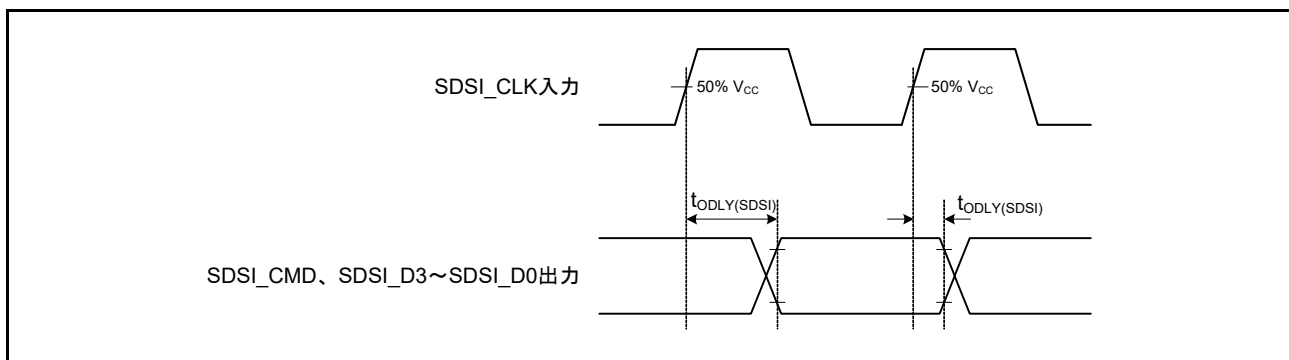 SDSI_CLK入力
50% VCC
50% VCC
tODLY(SDSI)
tODLY(SDSI)
SDSI_CMD、SDSI_D3～SDSI_D0出力